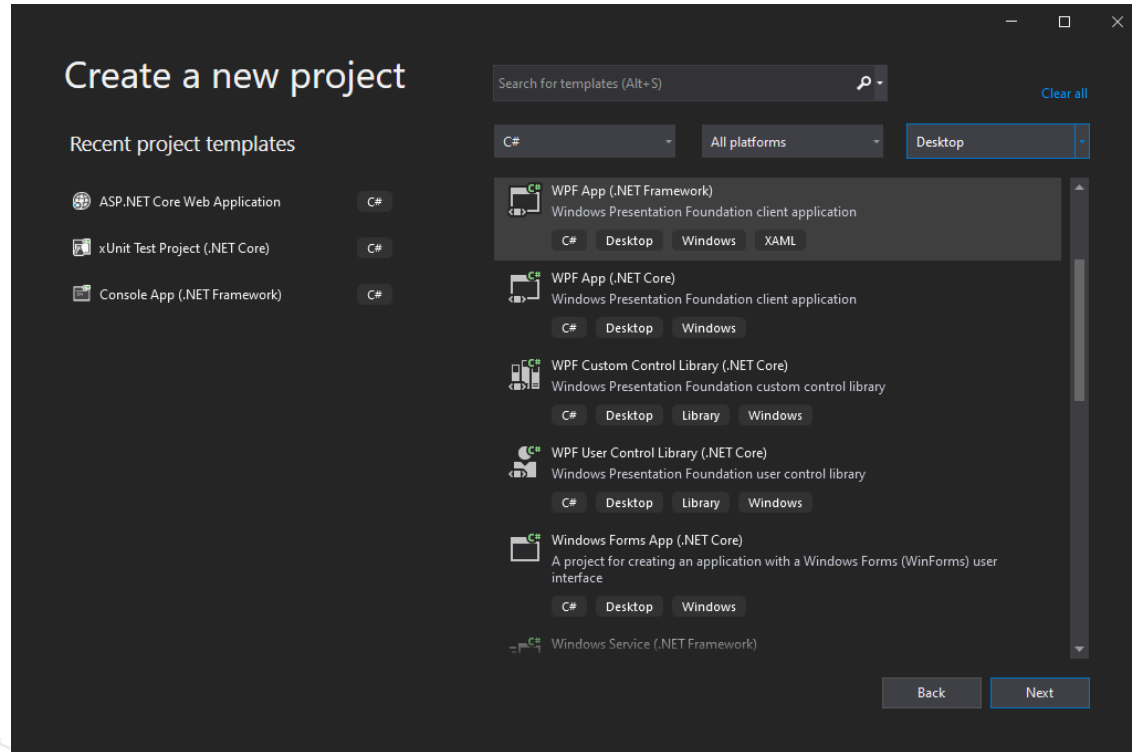 Create a new project
Search for templates (Alt+S)
Clear all
Recent project templates
C#
All platforms
Desktop
ASP.NET Core Web Application
C#
xUnit Test Project (.NET Core)
C#
Console App (.NET Framework)
C#
WPF App (.NET Framework)
Windows Presentation Foundation client application
C# Desktop Windows XAML
WPF App (.NET Core)
Windows Presentation Foundation client application
C# Desktop Windows
WPF Custom Control Library (.NET Core)
Windows Presentation Foundation custom control library
C# Desktop Library Windows
WPF User Control Library (.NET Core)
Windows Presentation Foundation user control library
C# Desktop Library Windows
Windows Forms App (.NET Core)
A project for creating an application with a Windows Forms (WinForms) user
interface
C# Desktop Windows
Windows Service (.NET Framework)
Back
Next